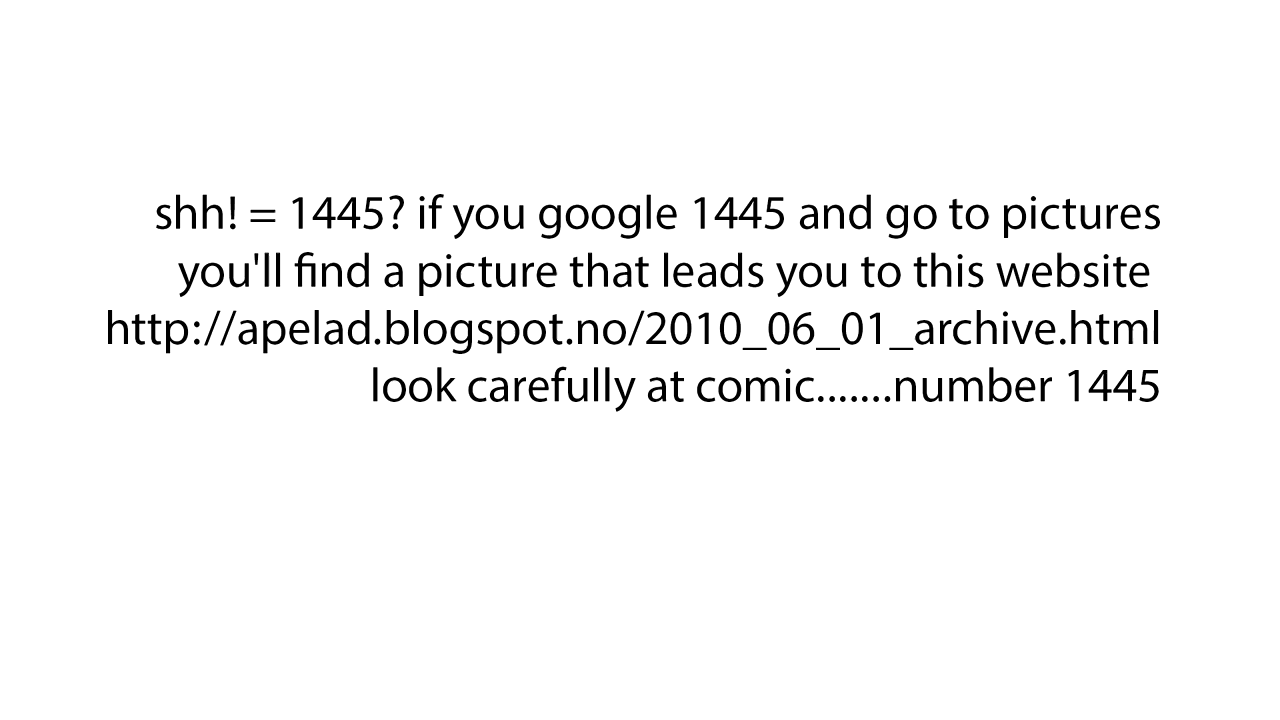 shh! = 1445? if you google 1445 and go to pictures
you'll find a picture that leads you to this website
http://apelad.blogspot.no/2010_06_01_archive.html
look carefully at comic.......number 1445